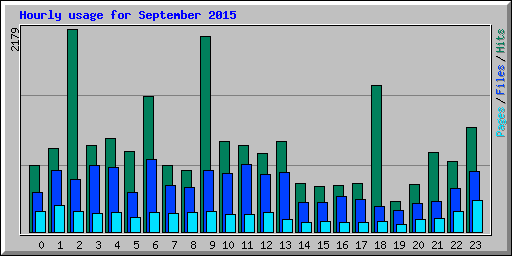 Hourly usage for September 2015
2179
Pages / Files / Hits
0 1 2 3 4 5 6 7 8 9 10 11 12 13 14 15 16 17 18 19 20 21 22 23